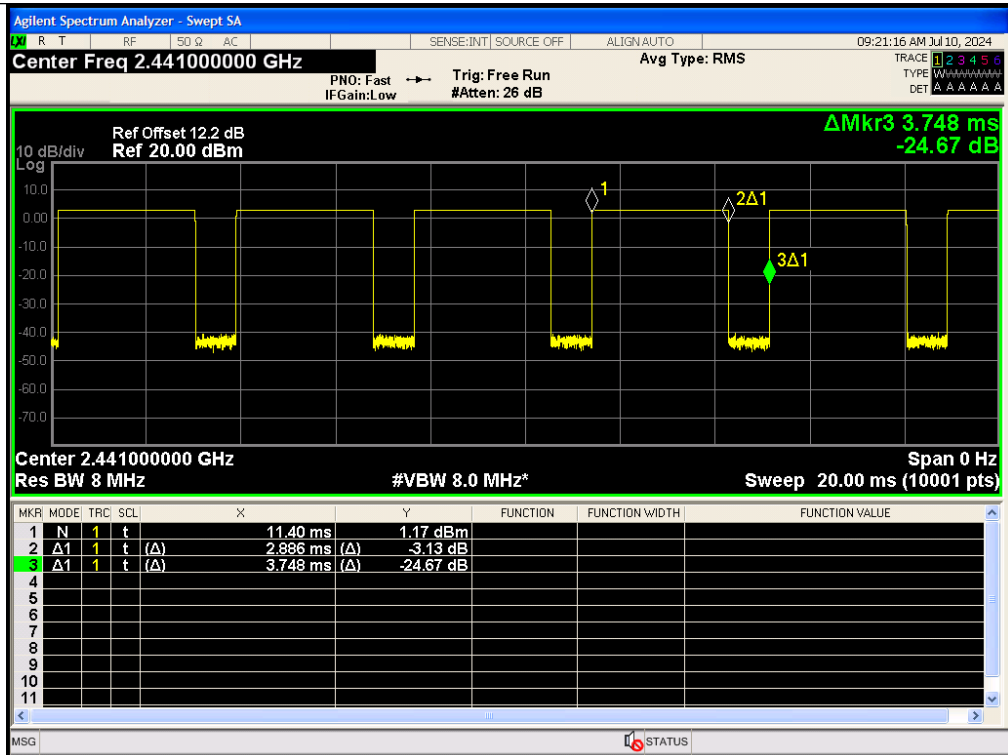 Agilent Spectrum Analyzer - Swept SA
LXI R T RF 50 Ω AC SENSE:INT SOURCE OFF ALIGN AUTO 09:21:16 AM Jul 10, 2024
Center Freq 2.441000000 GHz Avg Type: RMS TRACE 1 2 3 4 5 6
PNO: Fast Trig: Free Run TYPE WWWWWW
IFGain:Low #Atten: 26 dB DET A A A A A A
ΔMkr3 3.748 ms
-24.67 dB
Ref Offset 12.2 dB
10 dB/div Ref 20.00 dBm
Log
10.0
0.00
-10.0
-20.0
-30.0
-40.0
-50.0
-60.0
-70.0
1
2Δ1
3Δ1
Center 2.441000000 GHz Span 0 Hz
Res BW 8 MHz #VBW 8.0 MHz* Sweep 20.00 ms (10001 pts)
MKR MODE TRC SCL X Y FUNCTION FUNCTION WIDTH FUNCTION VALUE
1 N 1 t 11.40 ms 1.17 dBm
2 Δ1 1 t (Δ) 2.886 ms (Δ) -3.13 dB
3 Δ1 1 t (Δ) 3.748 ms (Δ) -24.67 dB
4
5
6
7
8
9
10
11
MSG STATUS